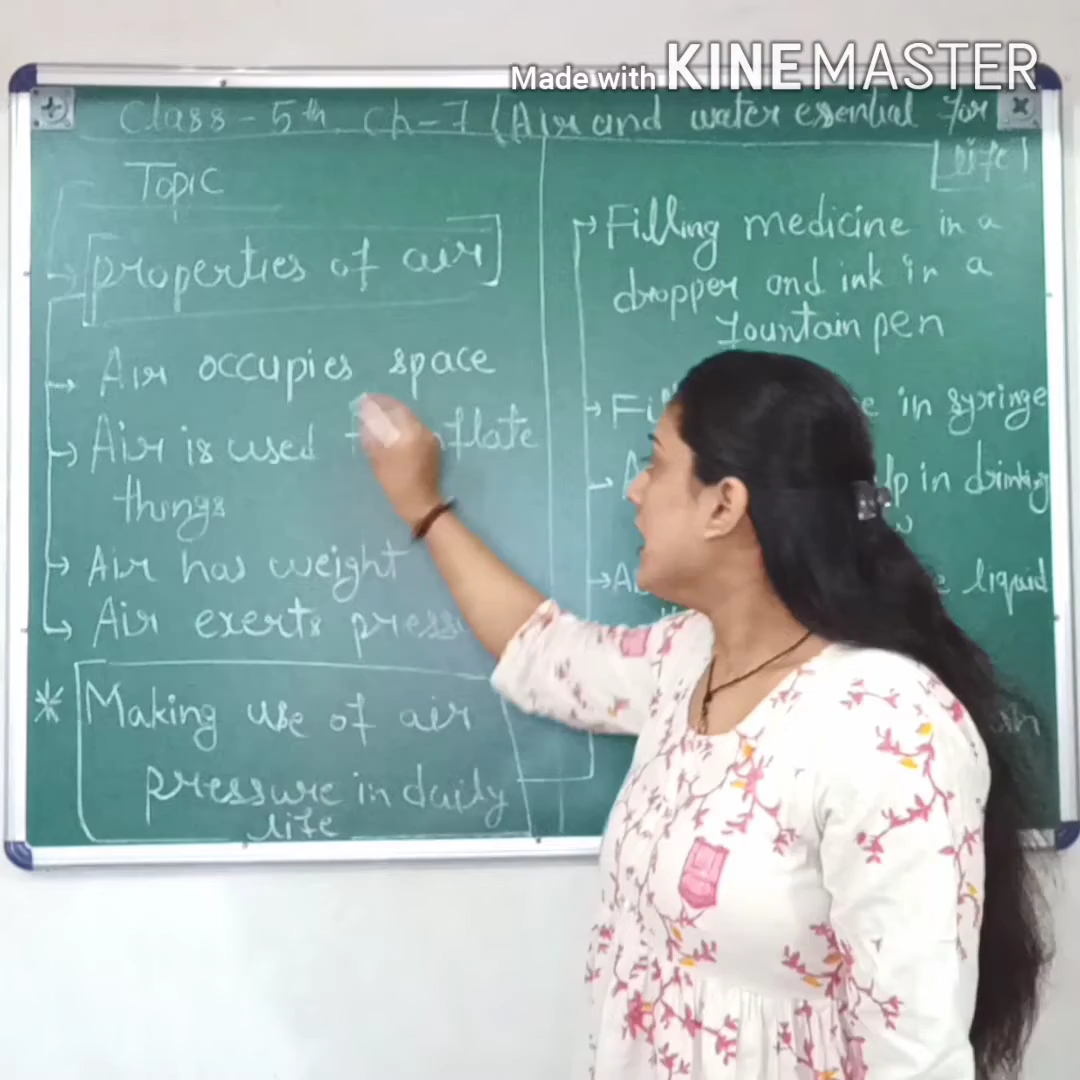 Made with KINEMASTER
Class - 5th Ch-7 (Air and water essential for life)
Topic
properties of air
Air occupies space
Air is used inflate
things
Air has weight
Air exerts press
* Making use of air
pressure in daily
life
Filling medicine in a
dropper and ink in a
fountain pen
in syringe
in drinking
liquid